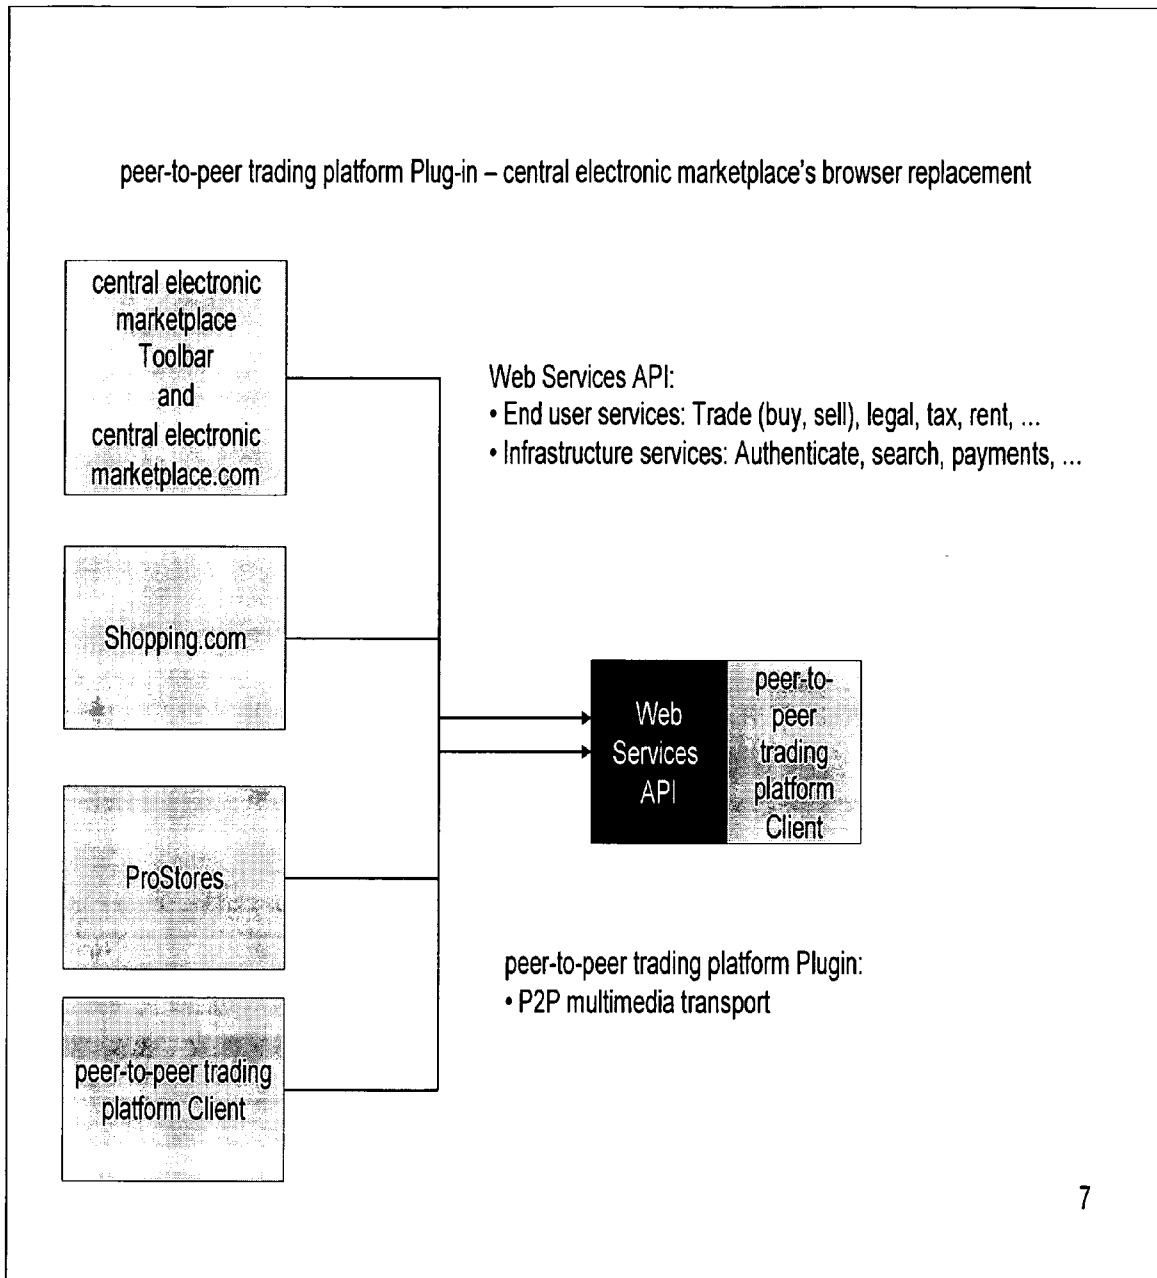 peer-to-peer trading platform Plug-in – central electronic marketplace's browser replacement
central electronic
marketplace
Toolbar
and
central electronic
marketplace.com
Web Services API:
• End user services: Trade (buy, sell), legal, tax, rent, ...
• Infrastructure services: Authenticate, search, payments, ...
Shopping.com
Web
Services
API
peer-to-
peer
trading
platform
Client
ProStores
peer-to-peer trading platform Plugin:
• P2P multimedia transport
peer-to-peer trading
platform Client
7